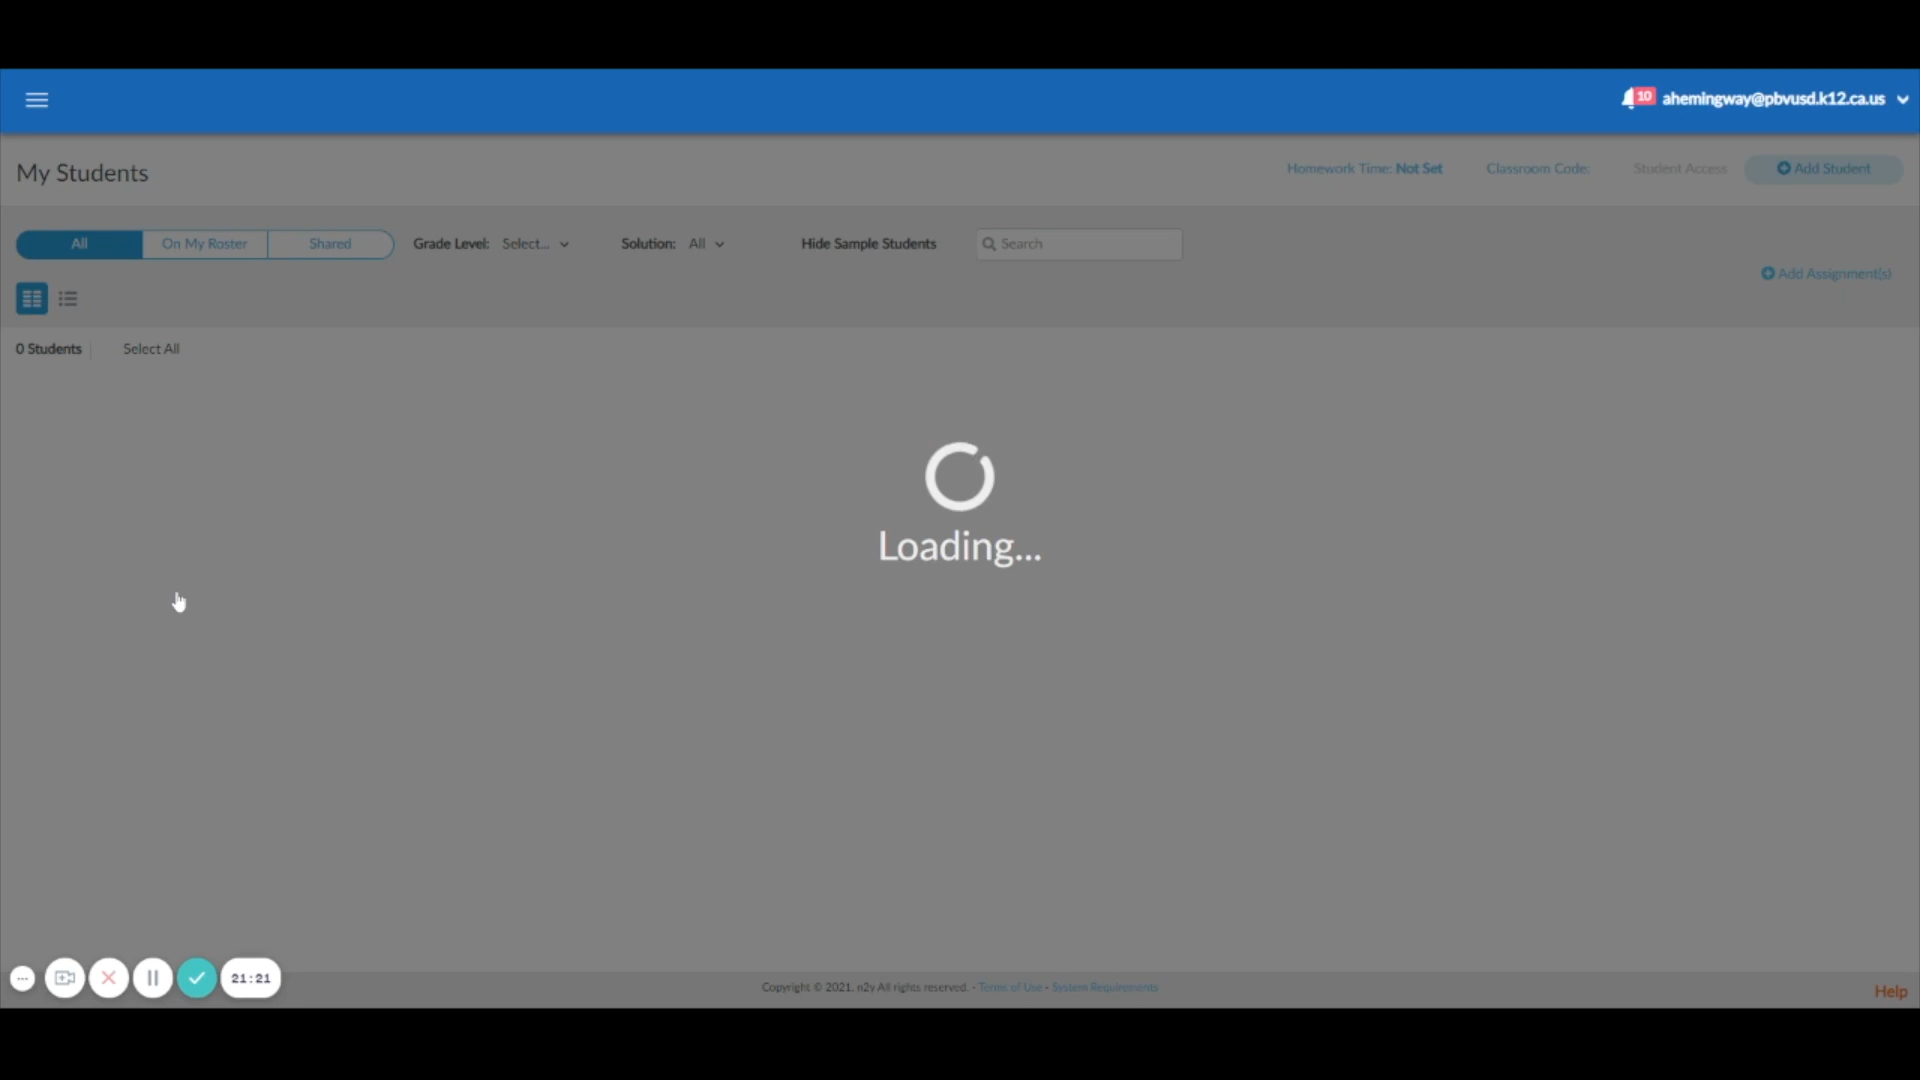 10 ahemingway@pbvusd.k12.ca.us
My Students
Homework Time: Not Set
Classroom Code:
Student Access
Add Student
All
On My Roster
Shared
Grade Level: Select...
Solution: All
Hide Sample Students
Search
Add Assignment(s)
0 Students
Select All
Loading...
21:21
Copyright © 2021. n2y All rights reserved. - Terms of Use - System Requirements
Help